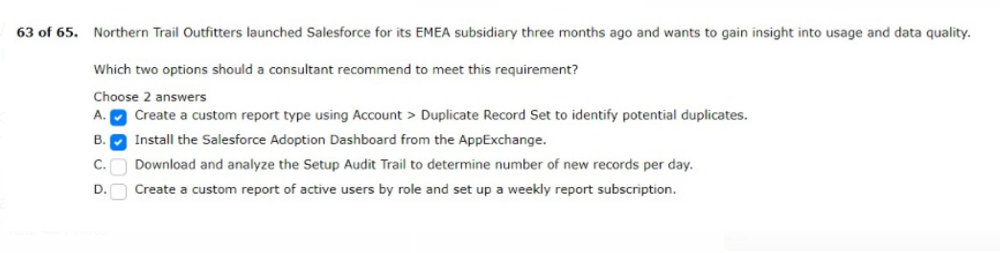 63 of 65. Northern Trail Outfitters launched Salesforce for its EMEA subsidiary three months ago and wants to gain insight into usage and data quality.
Which two options should a consultant recommend to meet this requirement?
Choose 2 answers
A. Create a custom report type using Account > Duplicate Record Set to identify potential duplicates.
B. Install the Salesforce Adoption Dashboard from the AppExchange.
C. Download and analyze the Setup Audit Trail to determine number of new records per day.
D. Create a custom report of active users by role and set up a weekly report subscription.